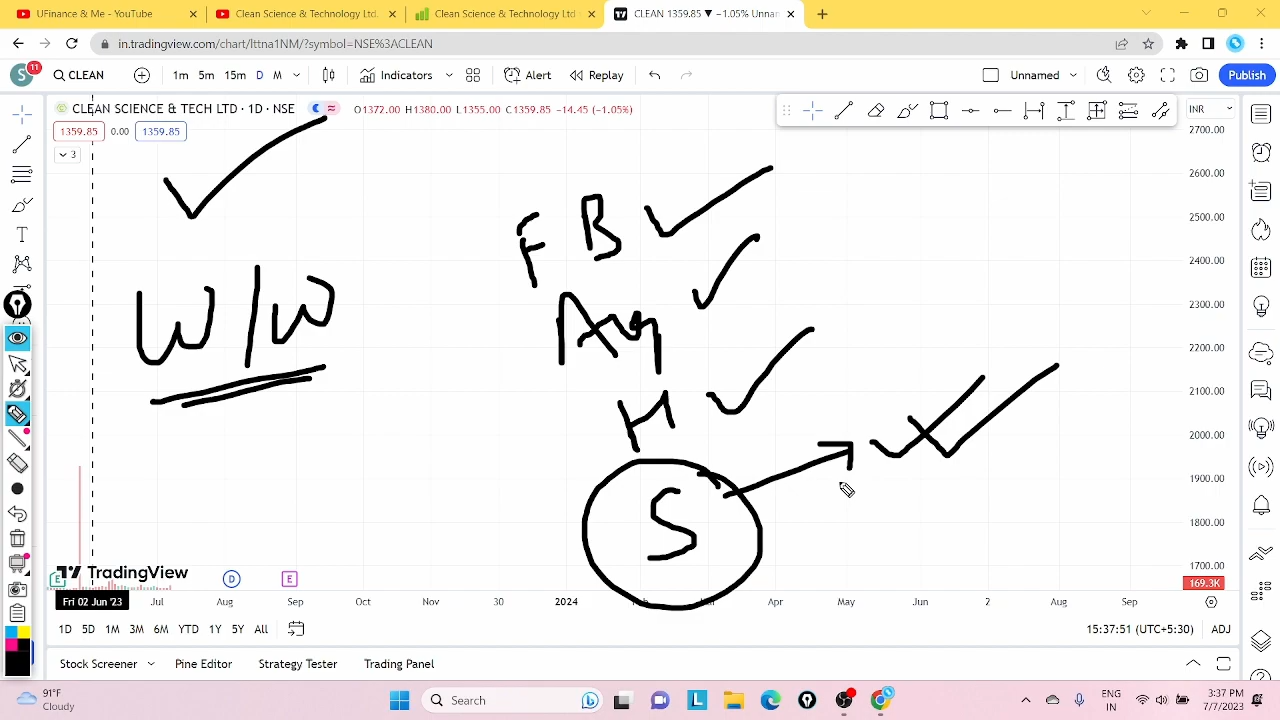 UFinance & Me - YouTube
Clean Science & Technology Ltd.
Clean Science & Technology Ltd
CLEAN 1359.85 ▼ −1.05% Unnan
in.tradingview.com/chart/lttna1NM/?symbol=NSE%3ACLEAN
S 11 CLEAN 1m 5m 15m D M Indicators Alert Replay Unnamed Publish
CLEAN SCIENCE & TECH LTD · 1D · NSE O1372.00 H1380.00 L1355.00 C1359.85 −14.45 (−1.05%) INR
1359.85 0.00 1359.85
3
2700.00
2600.00
2500.00
2400.00
2300.00
2200.00
2100.00
2000.00
1900.00
1800.00
1700.00
169.3K
W/W
F B
H
S
TradingView
E D E
Fri 02 Jun '23 Jul Aug Sep Oct Nov 30 2024 Apr May Jun 2 Aug Sep
1D 5D 1M 3M 6M YTD 1Y 5Y All 15:37:51 (UTC+5:30) ADJ
Stock Screener Pine Editor Strategy Tester Trading Panel
91°F
Cloudy
Search
ENG
IN
3:37 PM
7/7/2023